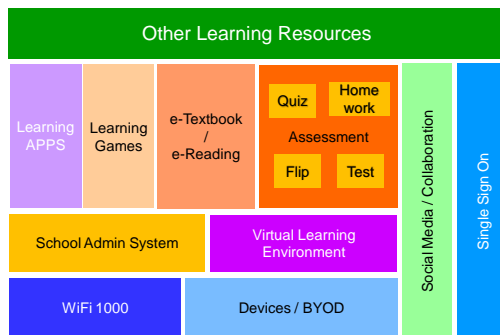 Other Learning Resources
Learning
APPS
Learning
Games
e-Textbook
/
e-Reading
Quiz
Home
work
Assessment
Flip
Test
School Admin System
Virtual Learning
Environment
WiFi 1000
Devices / BYOD
Social Media / Collaboration
Single Sign On